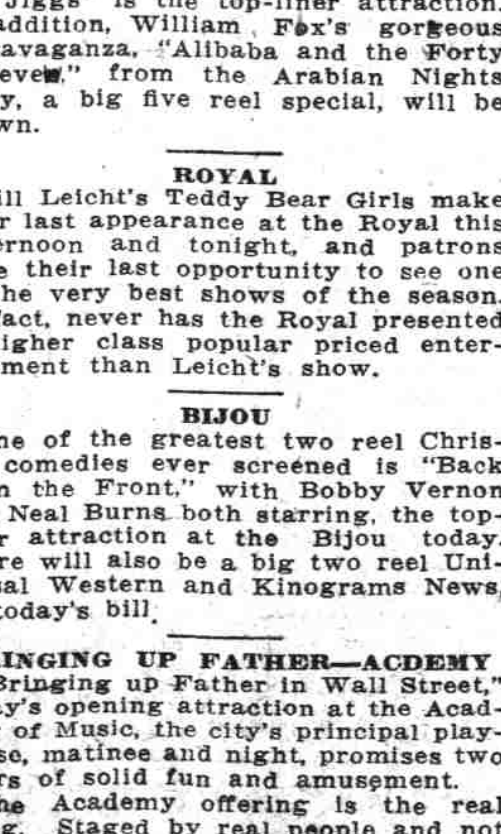 Jiggs" is the top-liner attraction.
addition, William Fox's gorgeous
avaganza, "Alibaba and the Forty
eves," from the Arabian Nights
y, a big five reel special, will be
wn.
ROYAL
ill Leicht's Teddy Bear Girls make
r last appearance at the Royal this
ernoon and tonight, and patrons
e their last opportunity to see one
he very best shows of the season.
fact, never has the Royal presented
igher class popular priced enter-
ment than Leicht's show.
BIJOU
ne of the greatest two reel Chris-
comedies ever screened is "Back
n the Front," with Bobby Vernon
Neal Burns both starring, the top-
r attraction at the Bijou today.
re will also be a big two reel Uni-
sal Western and Kinograms News,
today's bill.
INGING UP FATHER—ACDEMY
Bringing up Father in Wall Street,"
ay's opening attraction at the Acad-
of Music, the city's principal play-
se, matinee and night, promises two
rs of solid fun and amusement.
he Academy offering is the real
g. Staged by real people and not